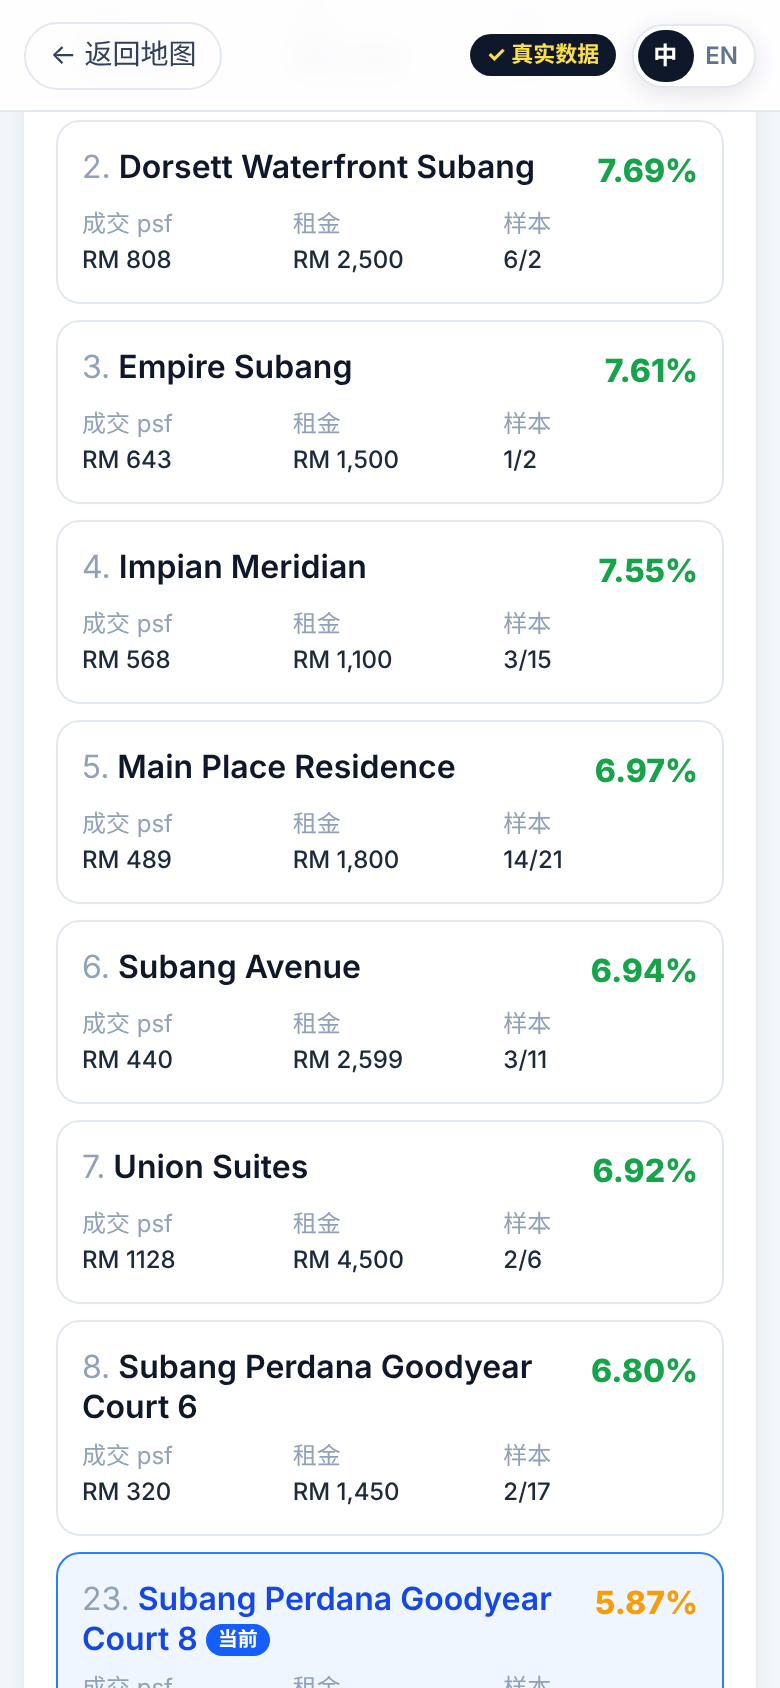 ← 返回地图
✓ 真实数据
中 EN
2. Dorsett Waterfront Subang 7.69%
成交 psf 租金 样本
RM 808 RM 2,500 6/2
3. Empire Subang 7.61%
成交 psf 租金 样本
RM 643 RM 1,500 1/2
4. Impian Meridian 7.55%
成交 psf 租金 样本
RM 568 RM 1,100 3/15
5. Main Place Residence 6.97%
成交 psf 租金 样本
RM 489 RM 1,800 14/21
6. Subang Avenue 6.94%
成交 psf 租金 样本
RM 440 RM 2,599 3/11
7. Union Suites 6.92%
成交 psf 租金 样本
RM 1128 RM 4,500 2/6
8. Subang Perdana Goodyear 6.80%
Court 6
成交 psf 租金 样本
RM 320 RM 1,450 2/17
23. Subang Perdana Goodyear 5.87%
Court 8 当前
成交 psf 租金 样本